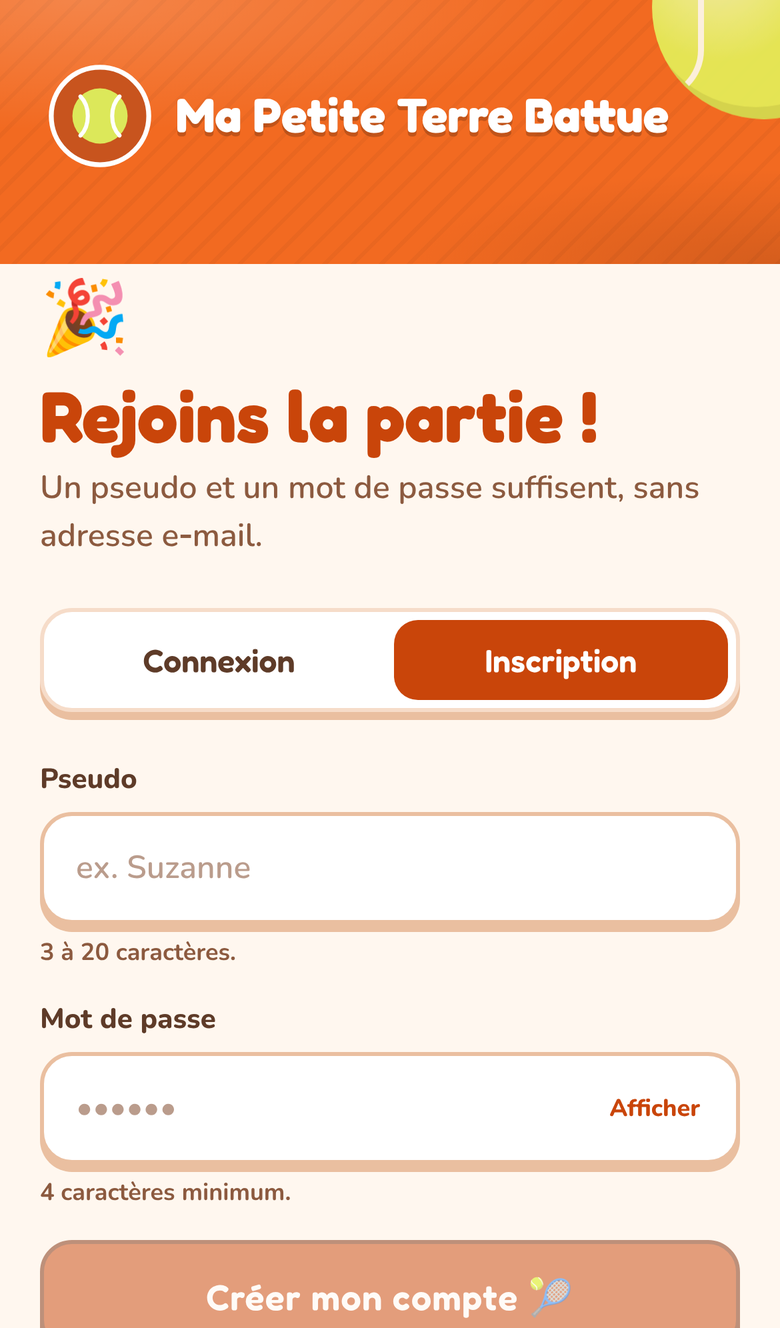 Ma Petite Terre Battue
Rejoins la partie !
Un pseudo et un mot de passe suffisent, sans
adresse e-mail.
Connexion
Inscription
Pseudo
ex. Suzanne
3 à 20 caractères.
Mot de passe
••••••
Afficher
4 caractères minimum.
Créer mon compte